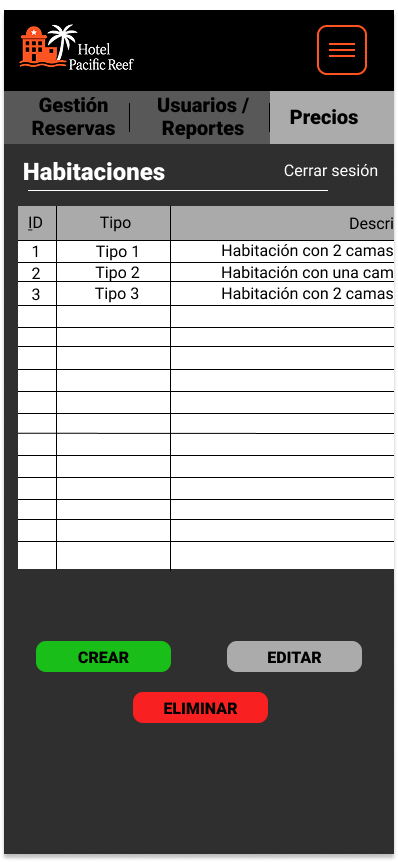 Hotel
Pacific Reef
Gestión
Reservas
Usuarios /
Reportes
Precios
Habitaciones
Cerrar sesión
ID Tipo Descri
1 Tipo 1 Habitación con 2 camas
2 Tipo 2 Habitación con una cam
3 Tipo 3 Habitación con 2 camas
CREAR
EDITAR
ELIMINAR